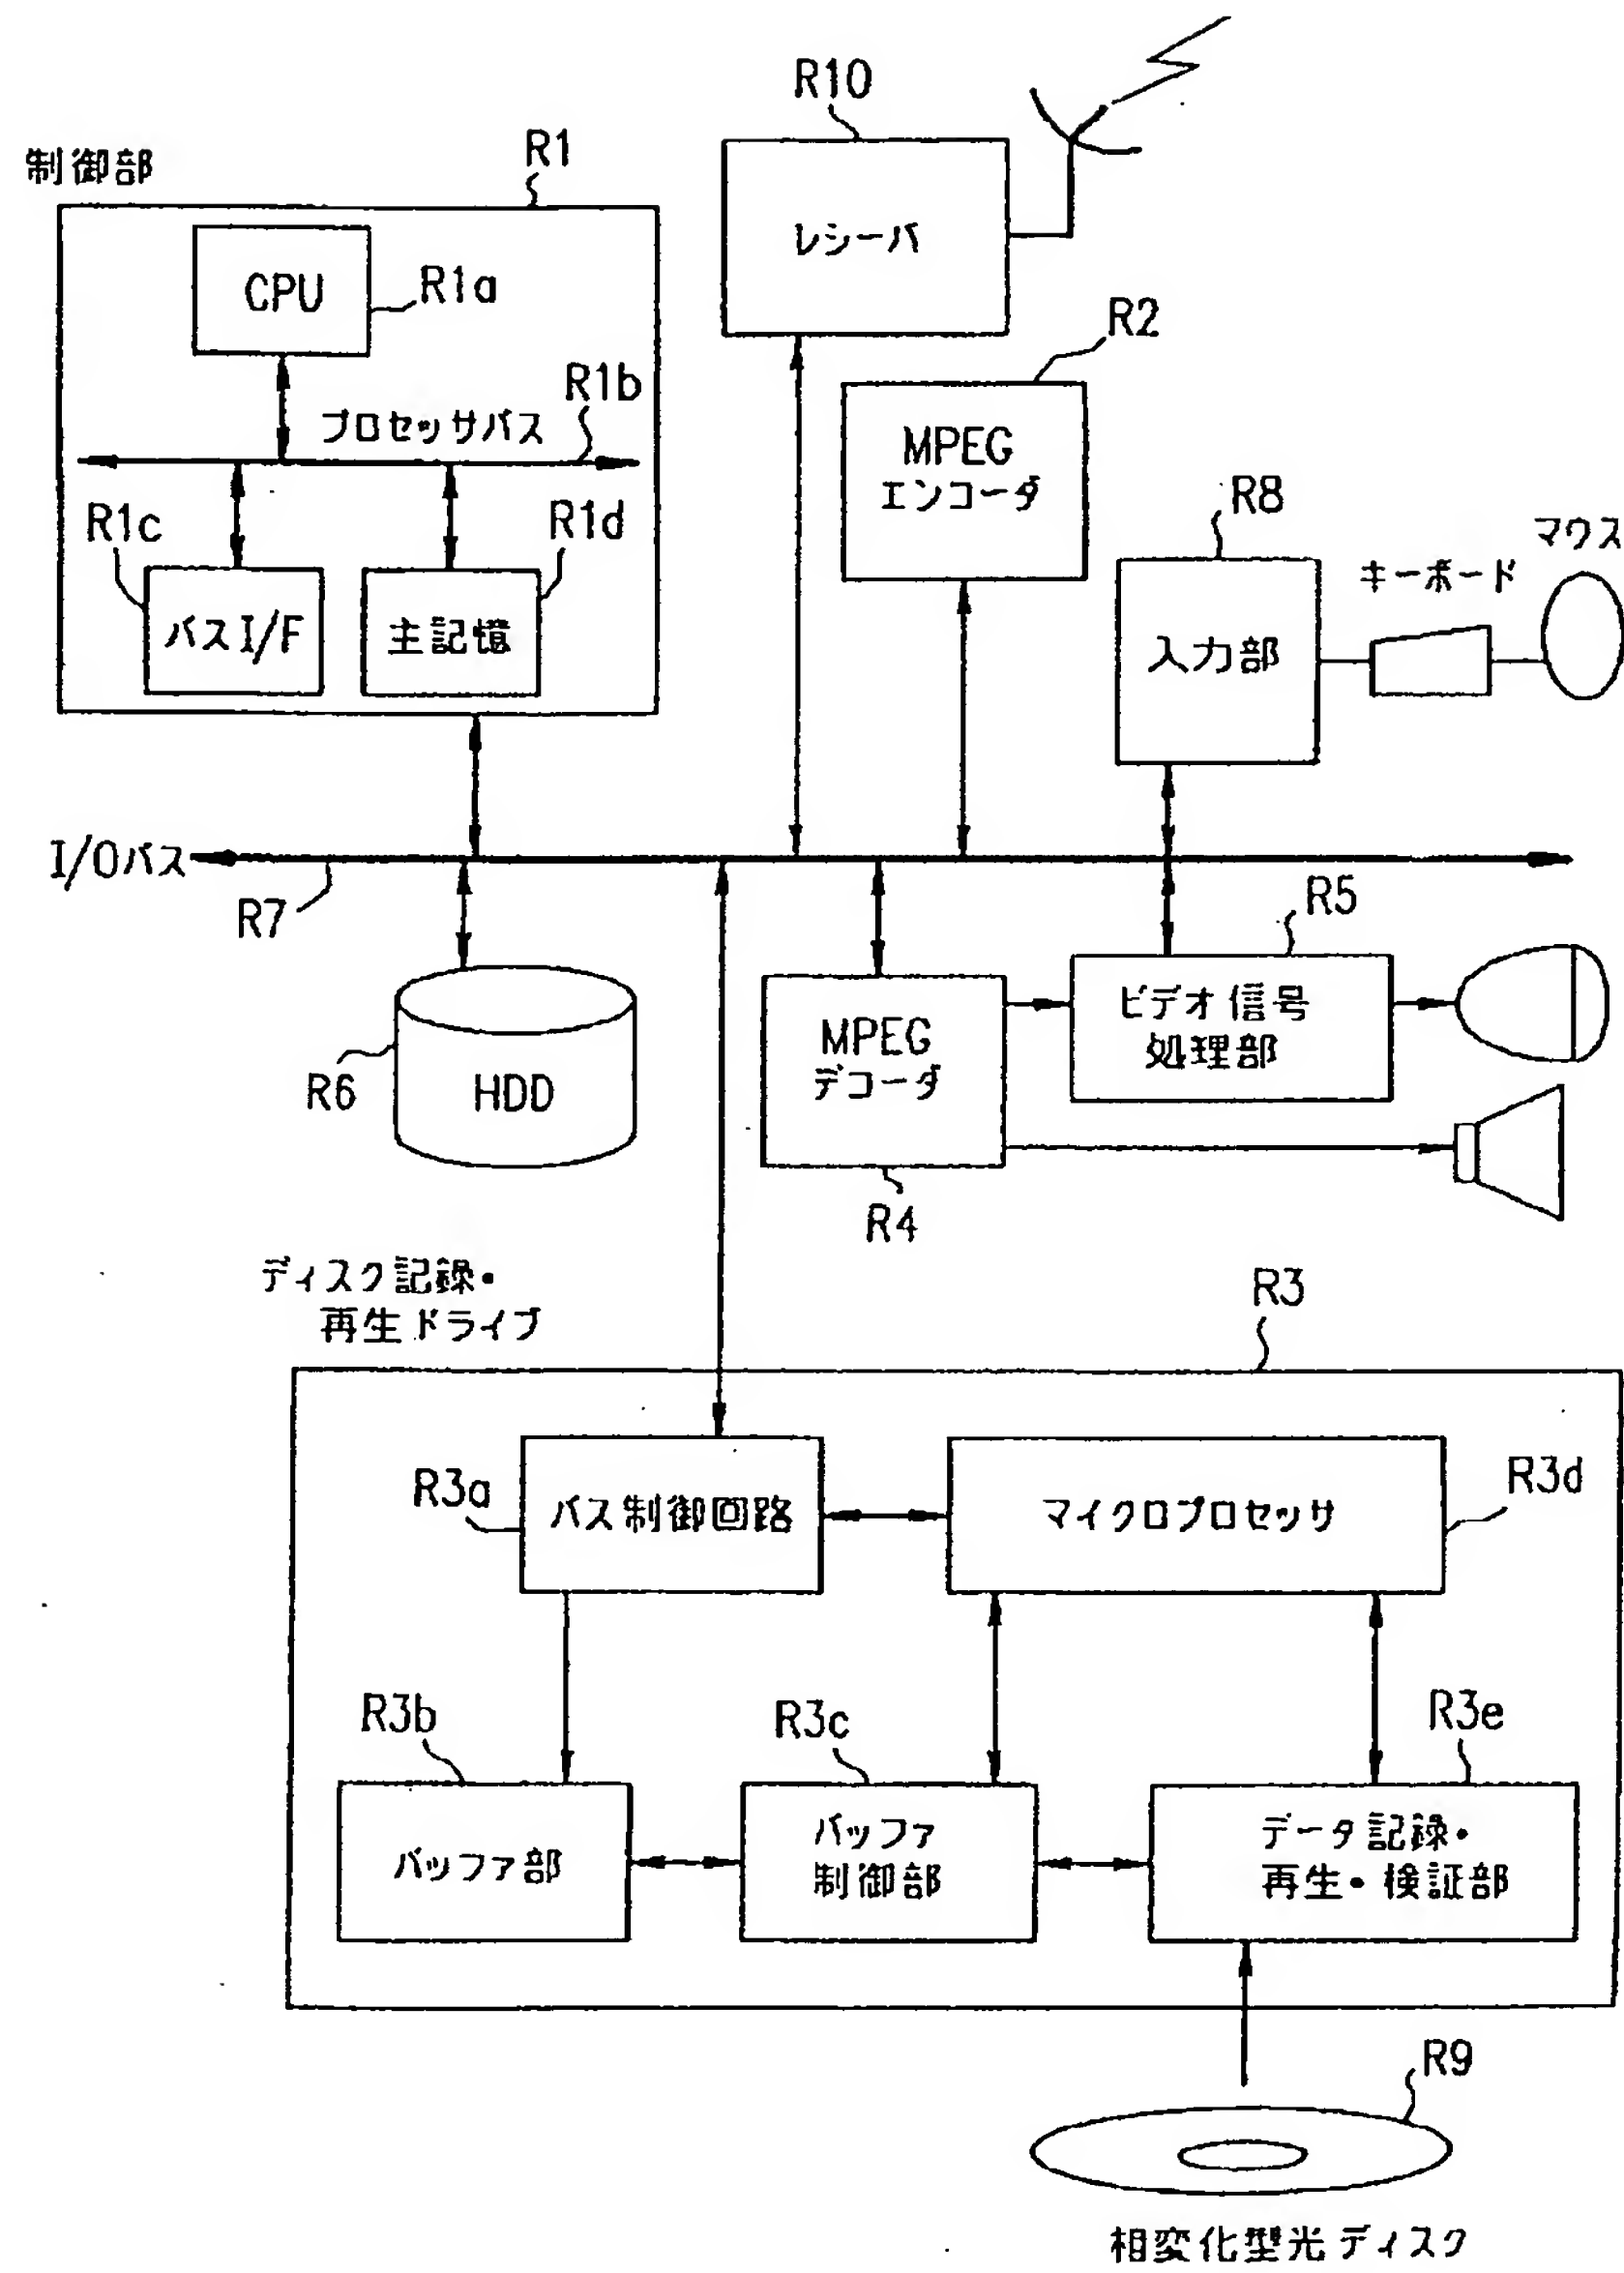 R10
制御部
R1
レシーバ
CPU
R1a
R2
R1b
プロセッサバス
MPEG
エンコーダ
R8
マウス
R1c
R1d
キーボード
バスI/F
主記憶
入力部
I/Oバス
R7
R5
ビデオ信号
処理部
MPEG
デコーダ
R6
HDD
R4
ディスク記録・
再生ドライブ
R3
R3a
バス制御回路
マイクロプロセッサ
R3d
R3b
R3c
R3e
バッファ部
バッファ
制御部
データ記録・
再生・検証部
R9
相変化型光ディスク